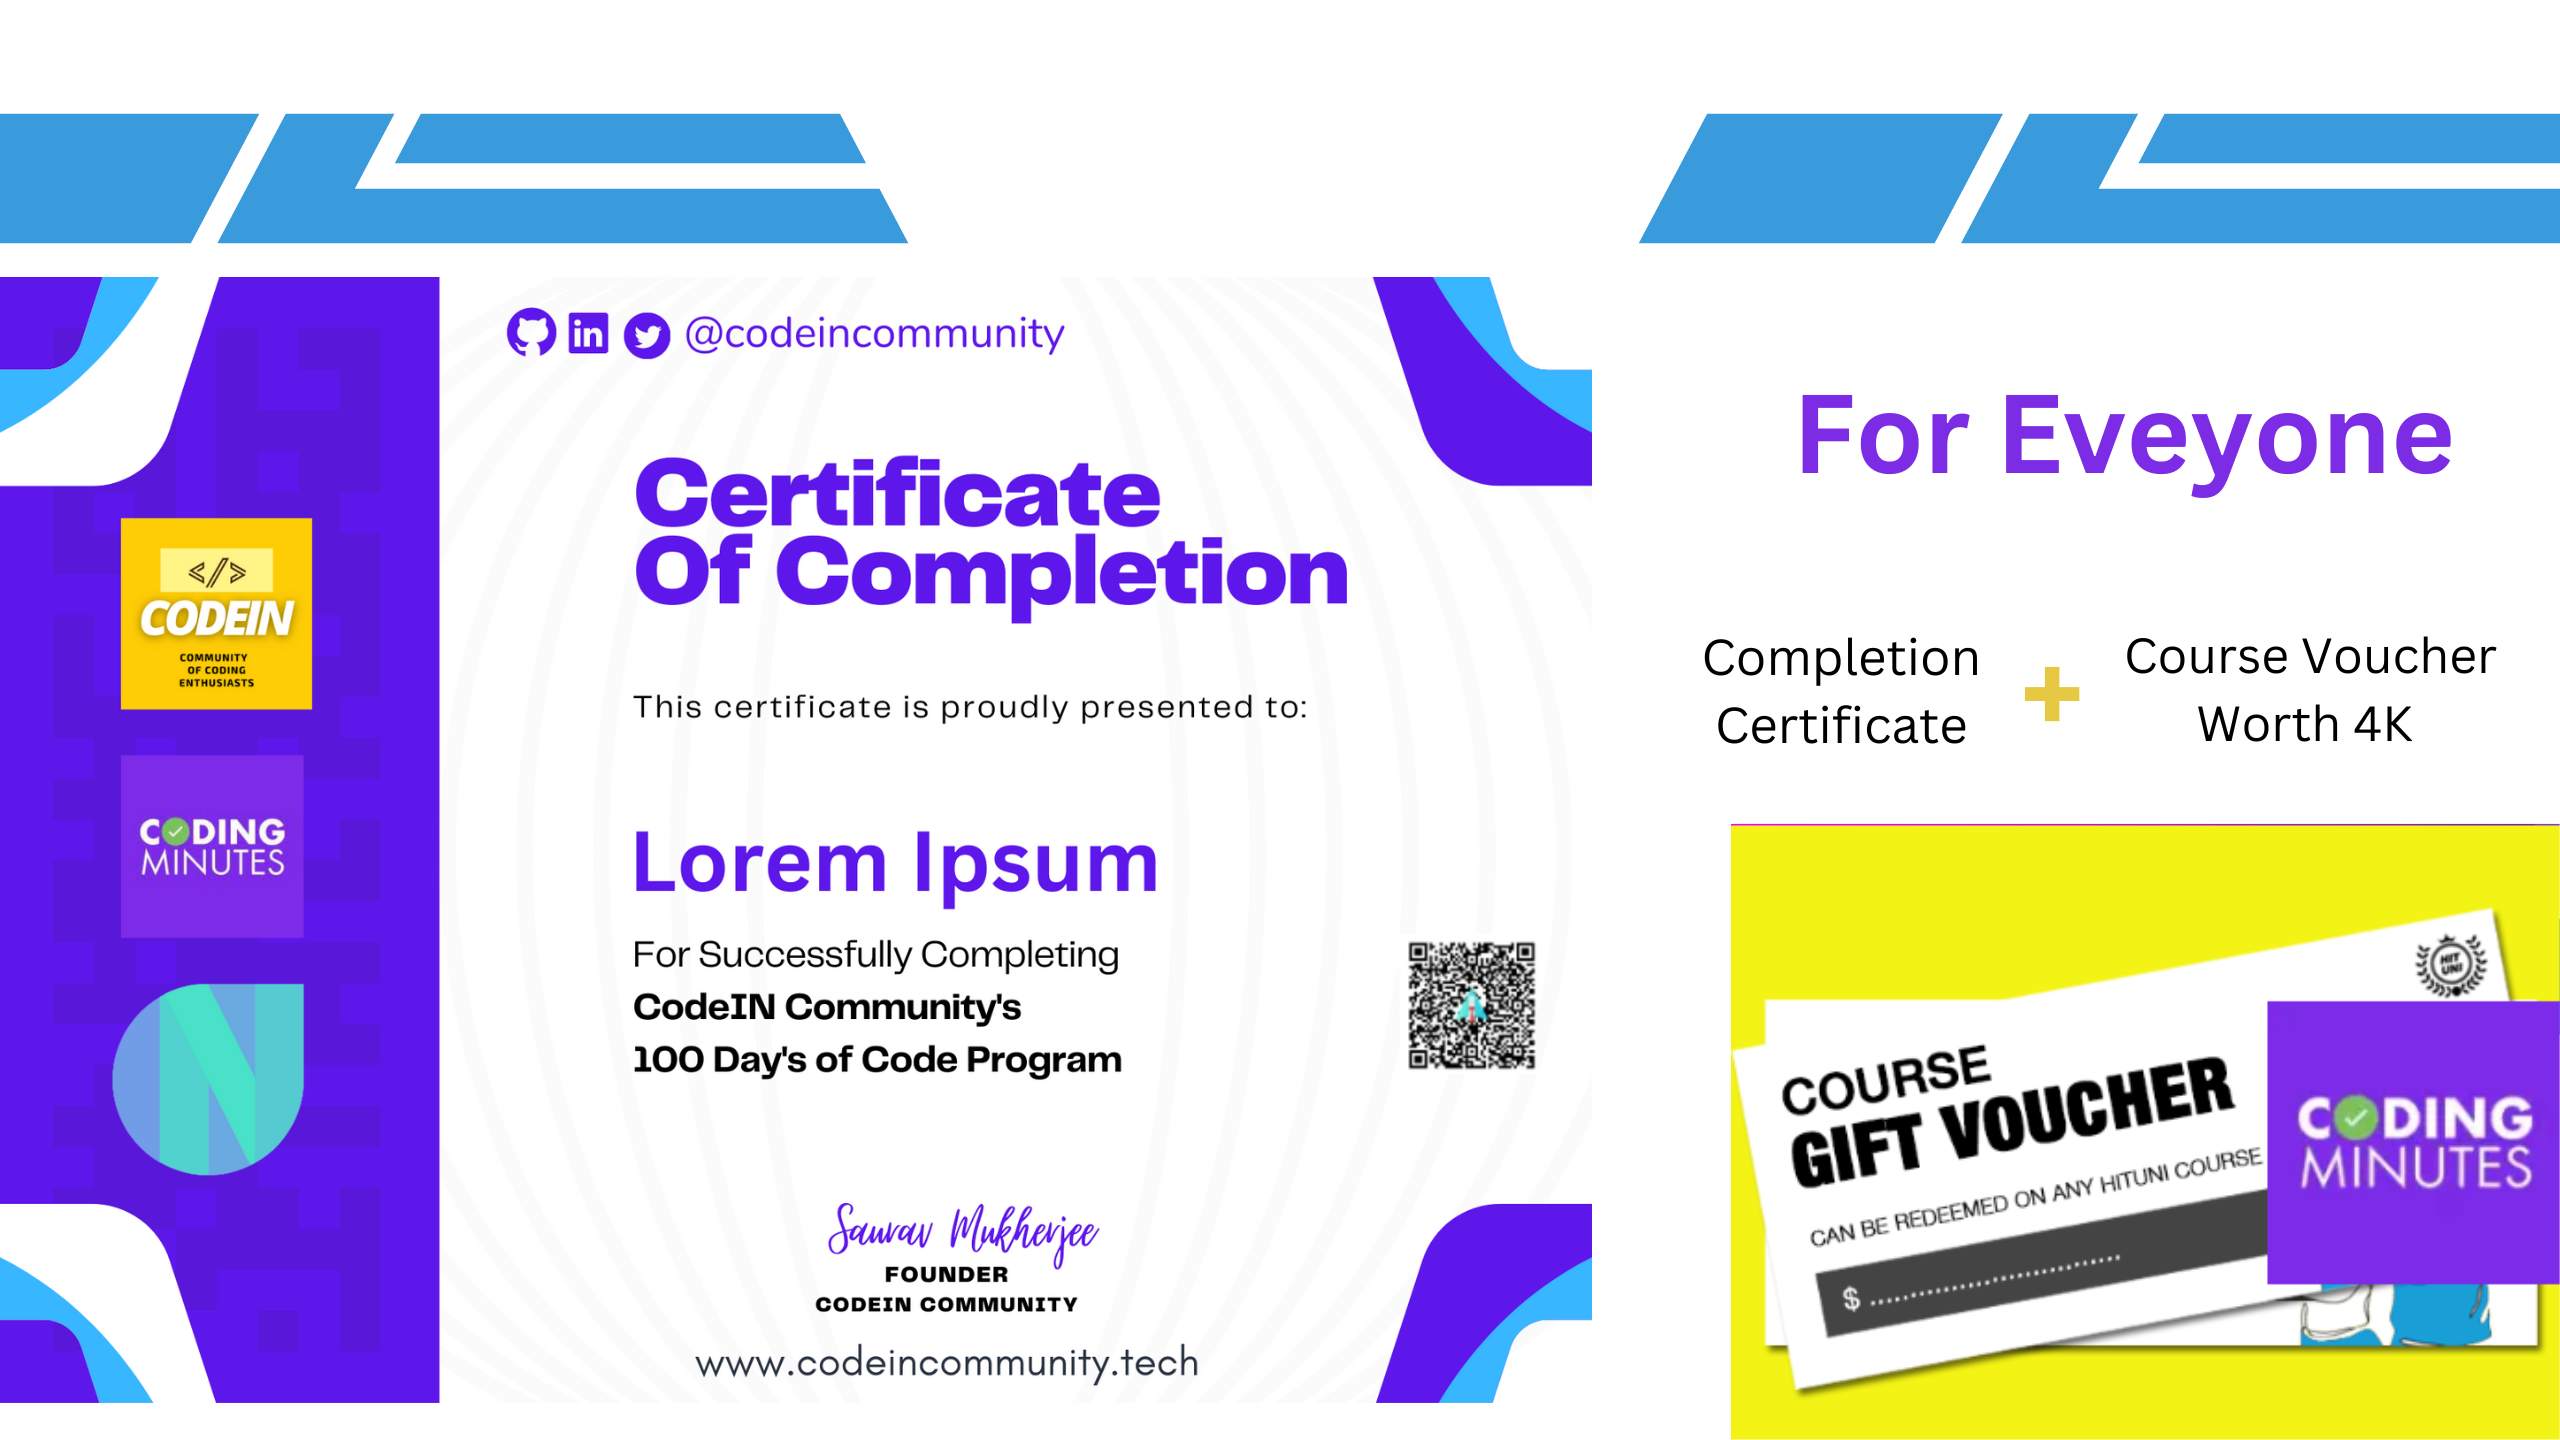 @codeincommunity
Certificate
Of Completion
This certificate is proudly presented to:
Lorem Ipsum
For Successfully Completing
CodeIN Community's
100 Day's of Code Program
Saurav Mukherjee
FOUNDER
CODEIN COMMUNITY
www.codeincommunity.tech
</>
CODEIN
COMMUNITY
OF CODING
ENTHUSIASTS
CODING
MINUTES
N
For Eveyone
Completion
Certificate
+
Course Voucher
Worth 4K
HIT
UNI
COURSE
GIFT VOUCHER
CAN BE REDEEMED ON ANY HITUNI COURSE
$ ..................................
CODING
MINUTES